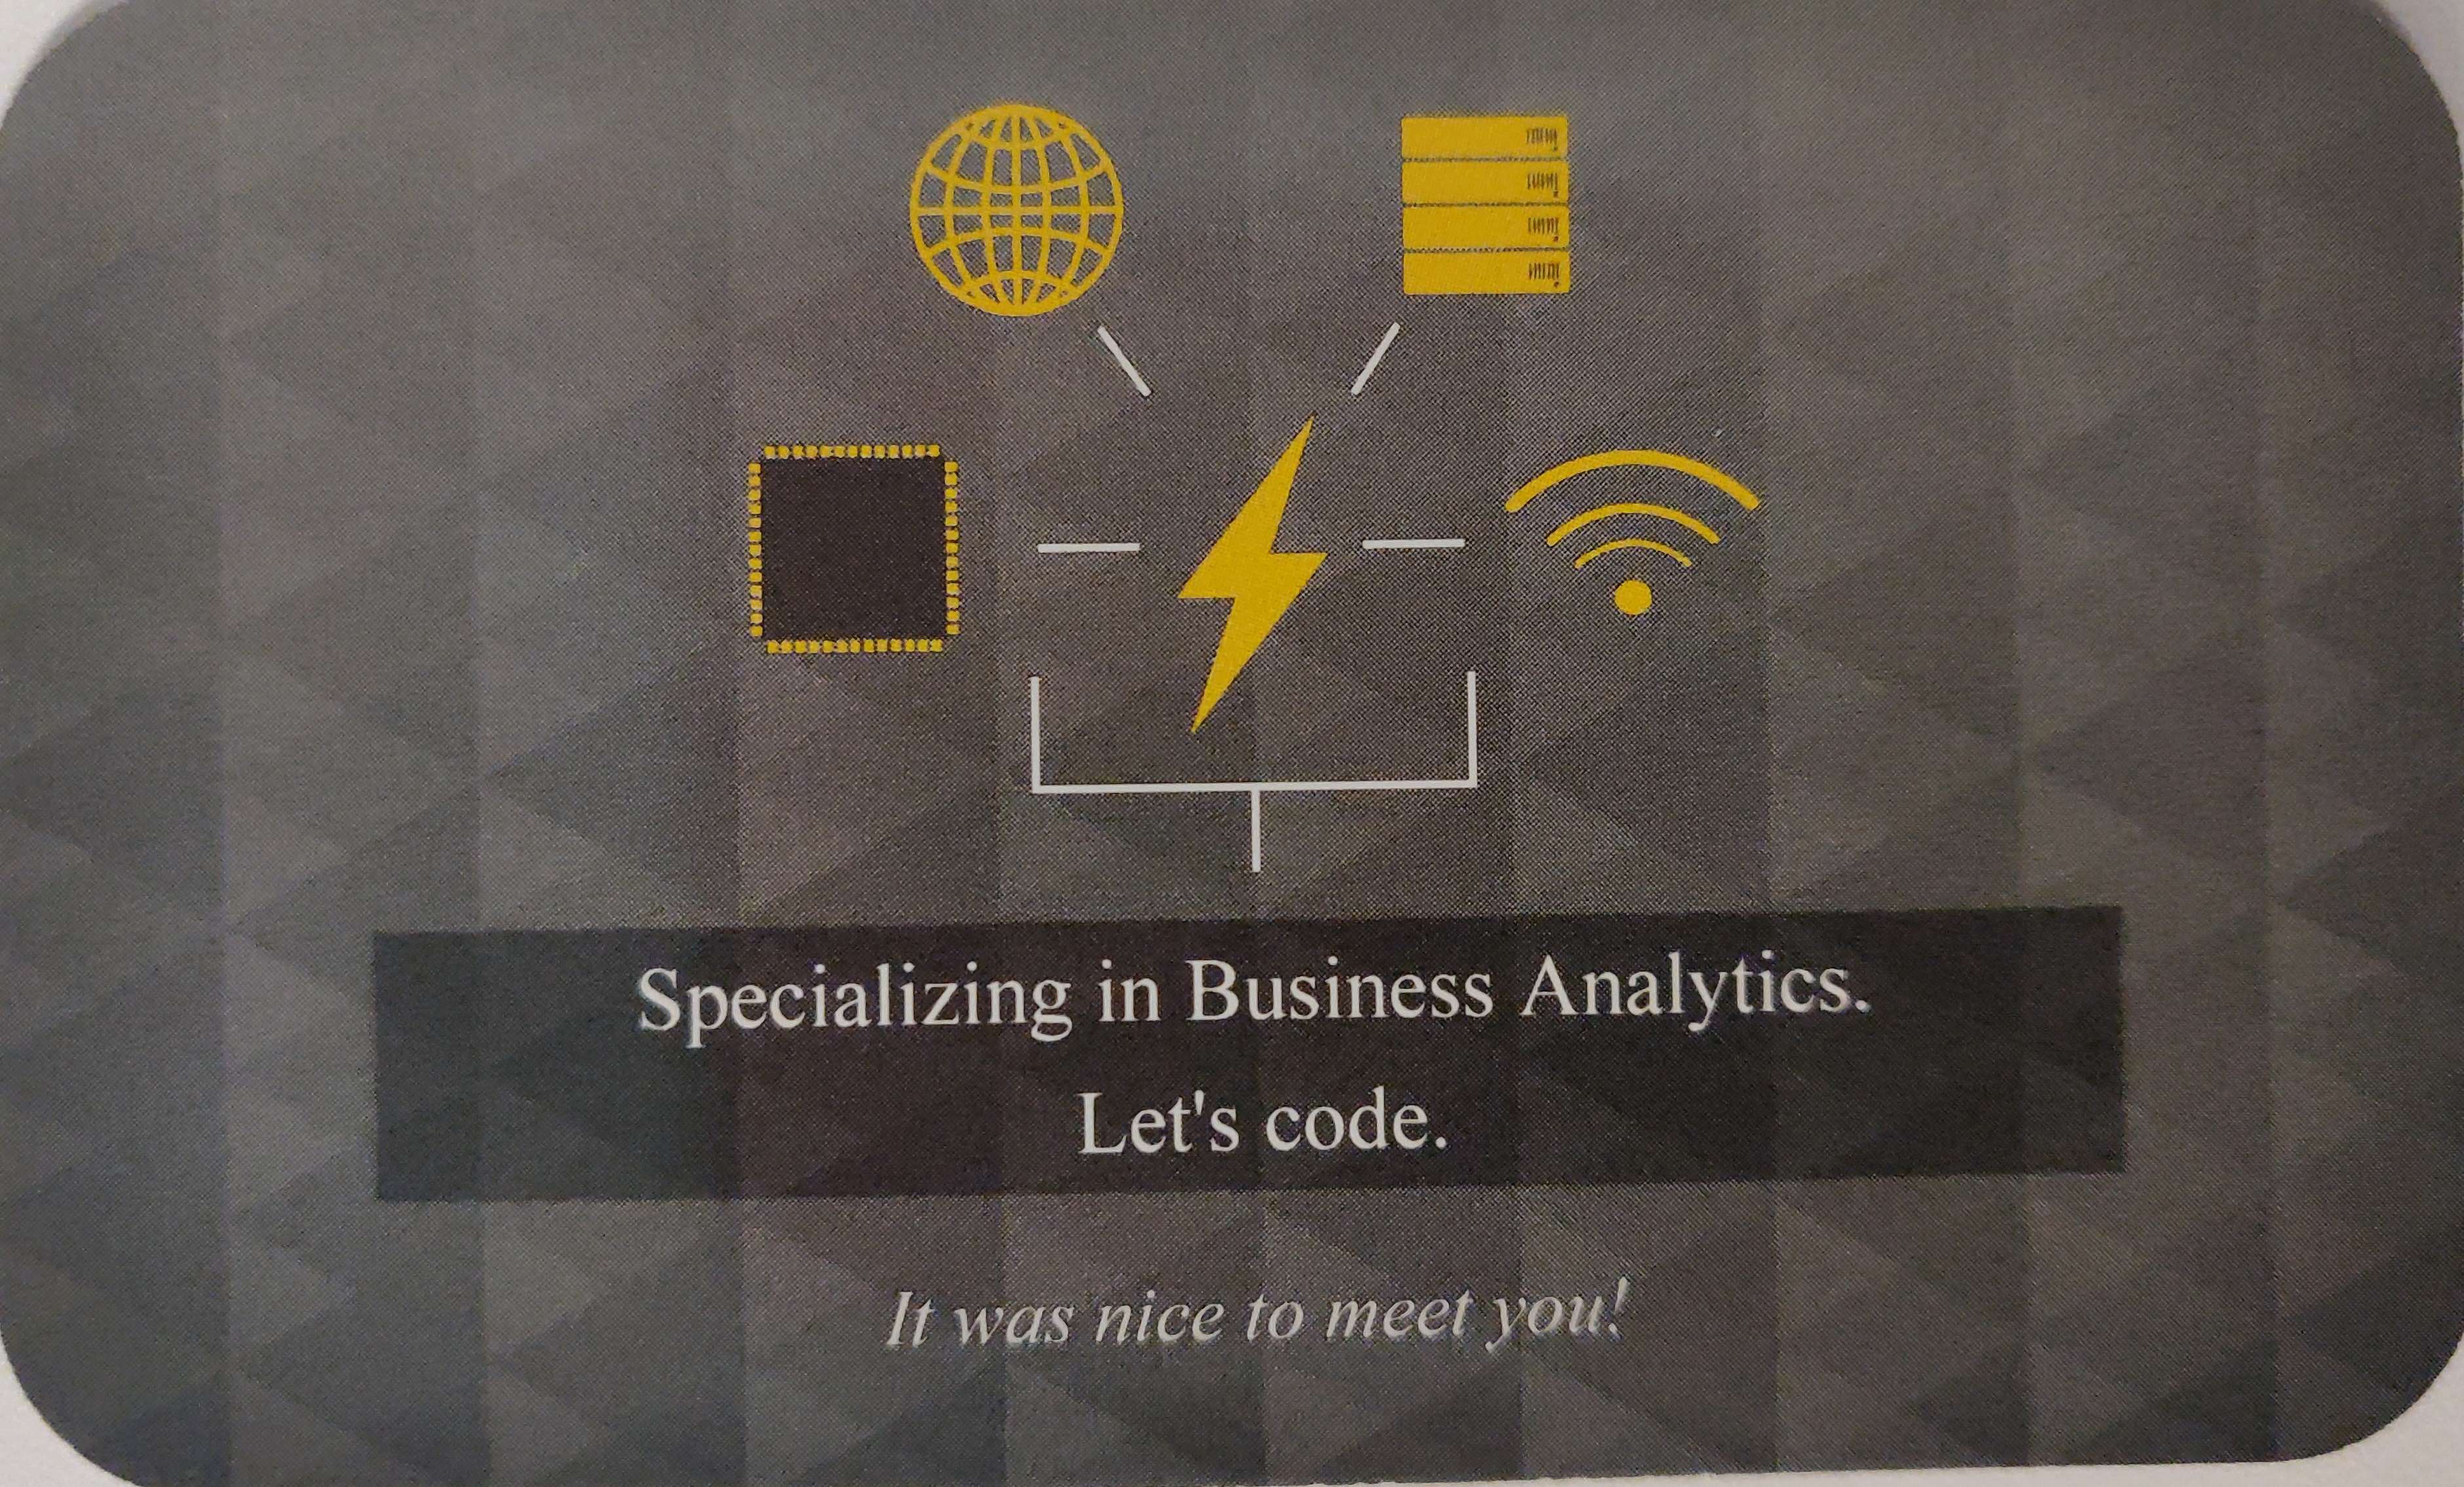 Specializing in Business Analytics.
Let's code.
It was nice to meet you!